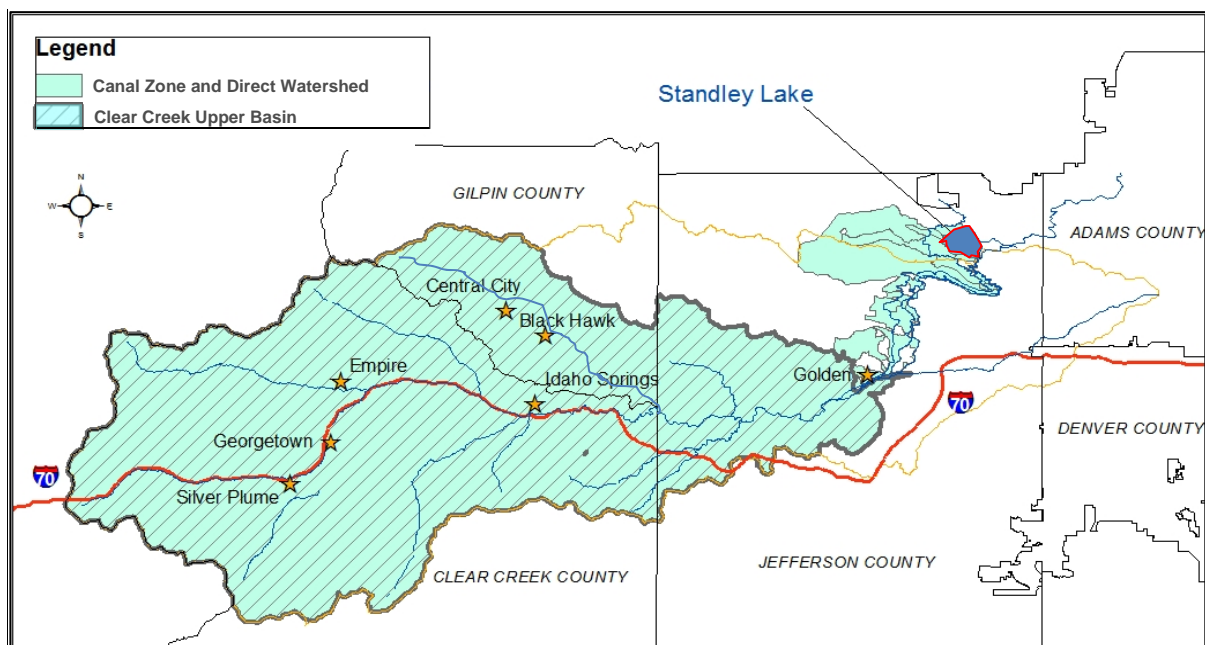 Legend
Canal Zone and Direct Watershed
Clear Creek Upper Basin
Standley Lake
N
W E
S
GILPIN COUNTY
ADAMS COUNTY
Central City
Black Hawk
Empire
Idaho Springs
Golden
70
Georgetown
DENVER COUNTY
70
Silver Plume
JEFFERSON COUNTY
CLEAR CREEK COUNTY